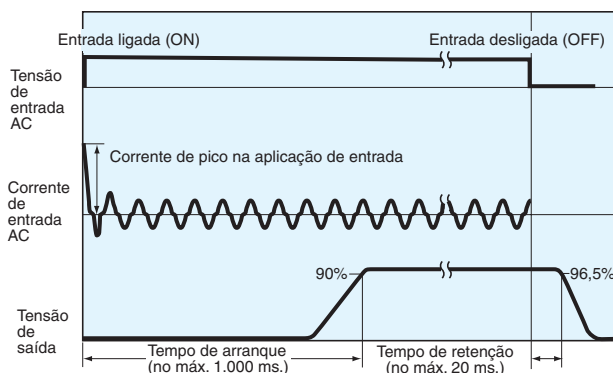 Entrada ligada (ON)
Entrada desligada (OFF)
Tensão
de
entrada
AC
Corrente de pico na aplicação de entrada
Corrente
de
entrada
AC
90%
96,5%
Tensão
de
saída
Tempo de arranque
(no máx. 1.000 ms.)
Tempo de retenção
(no máx. 20 ms.)